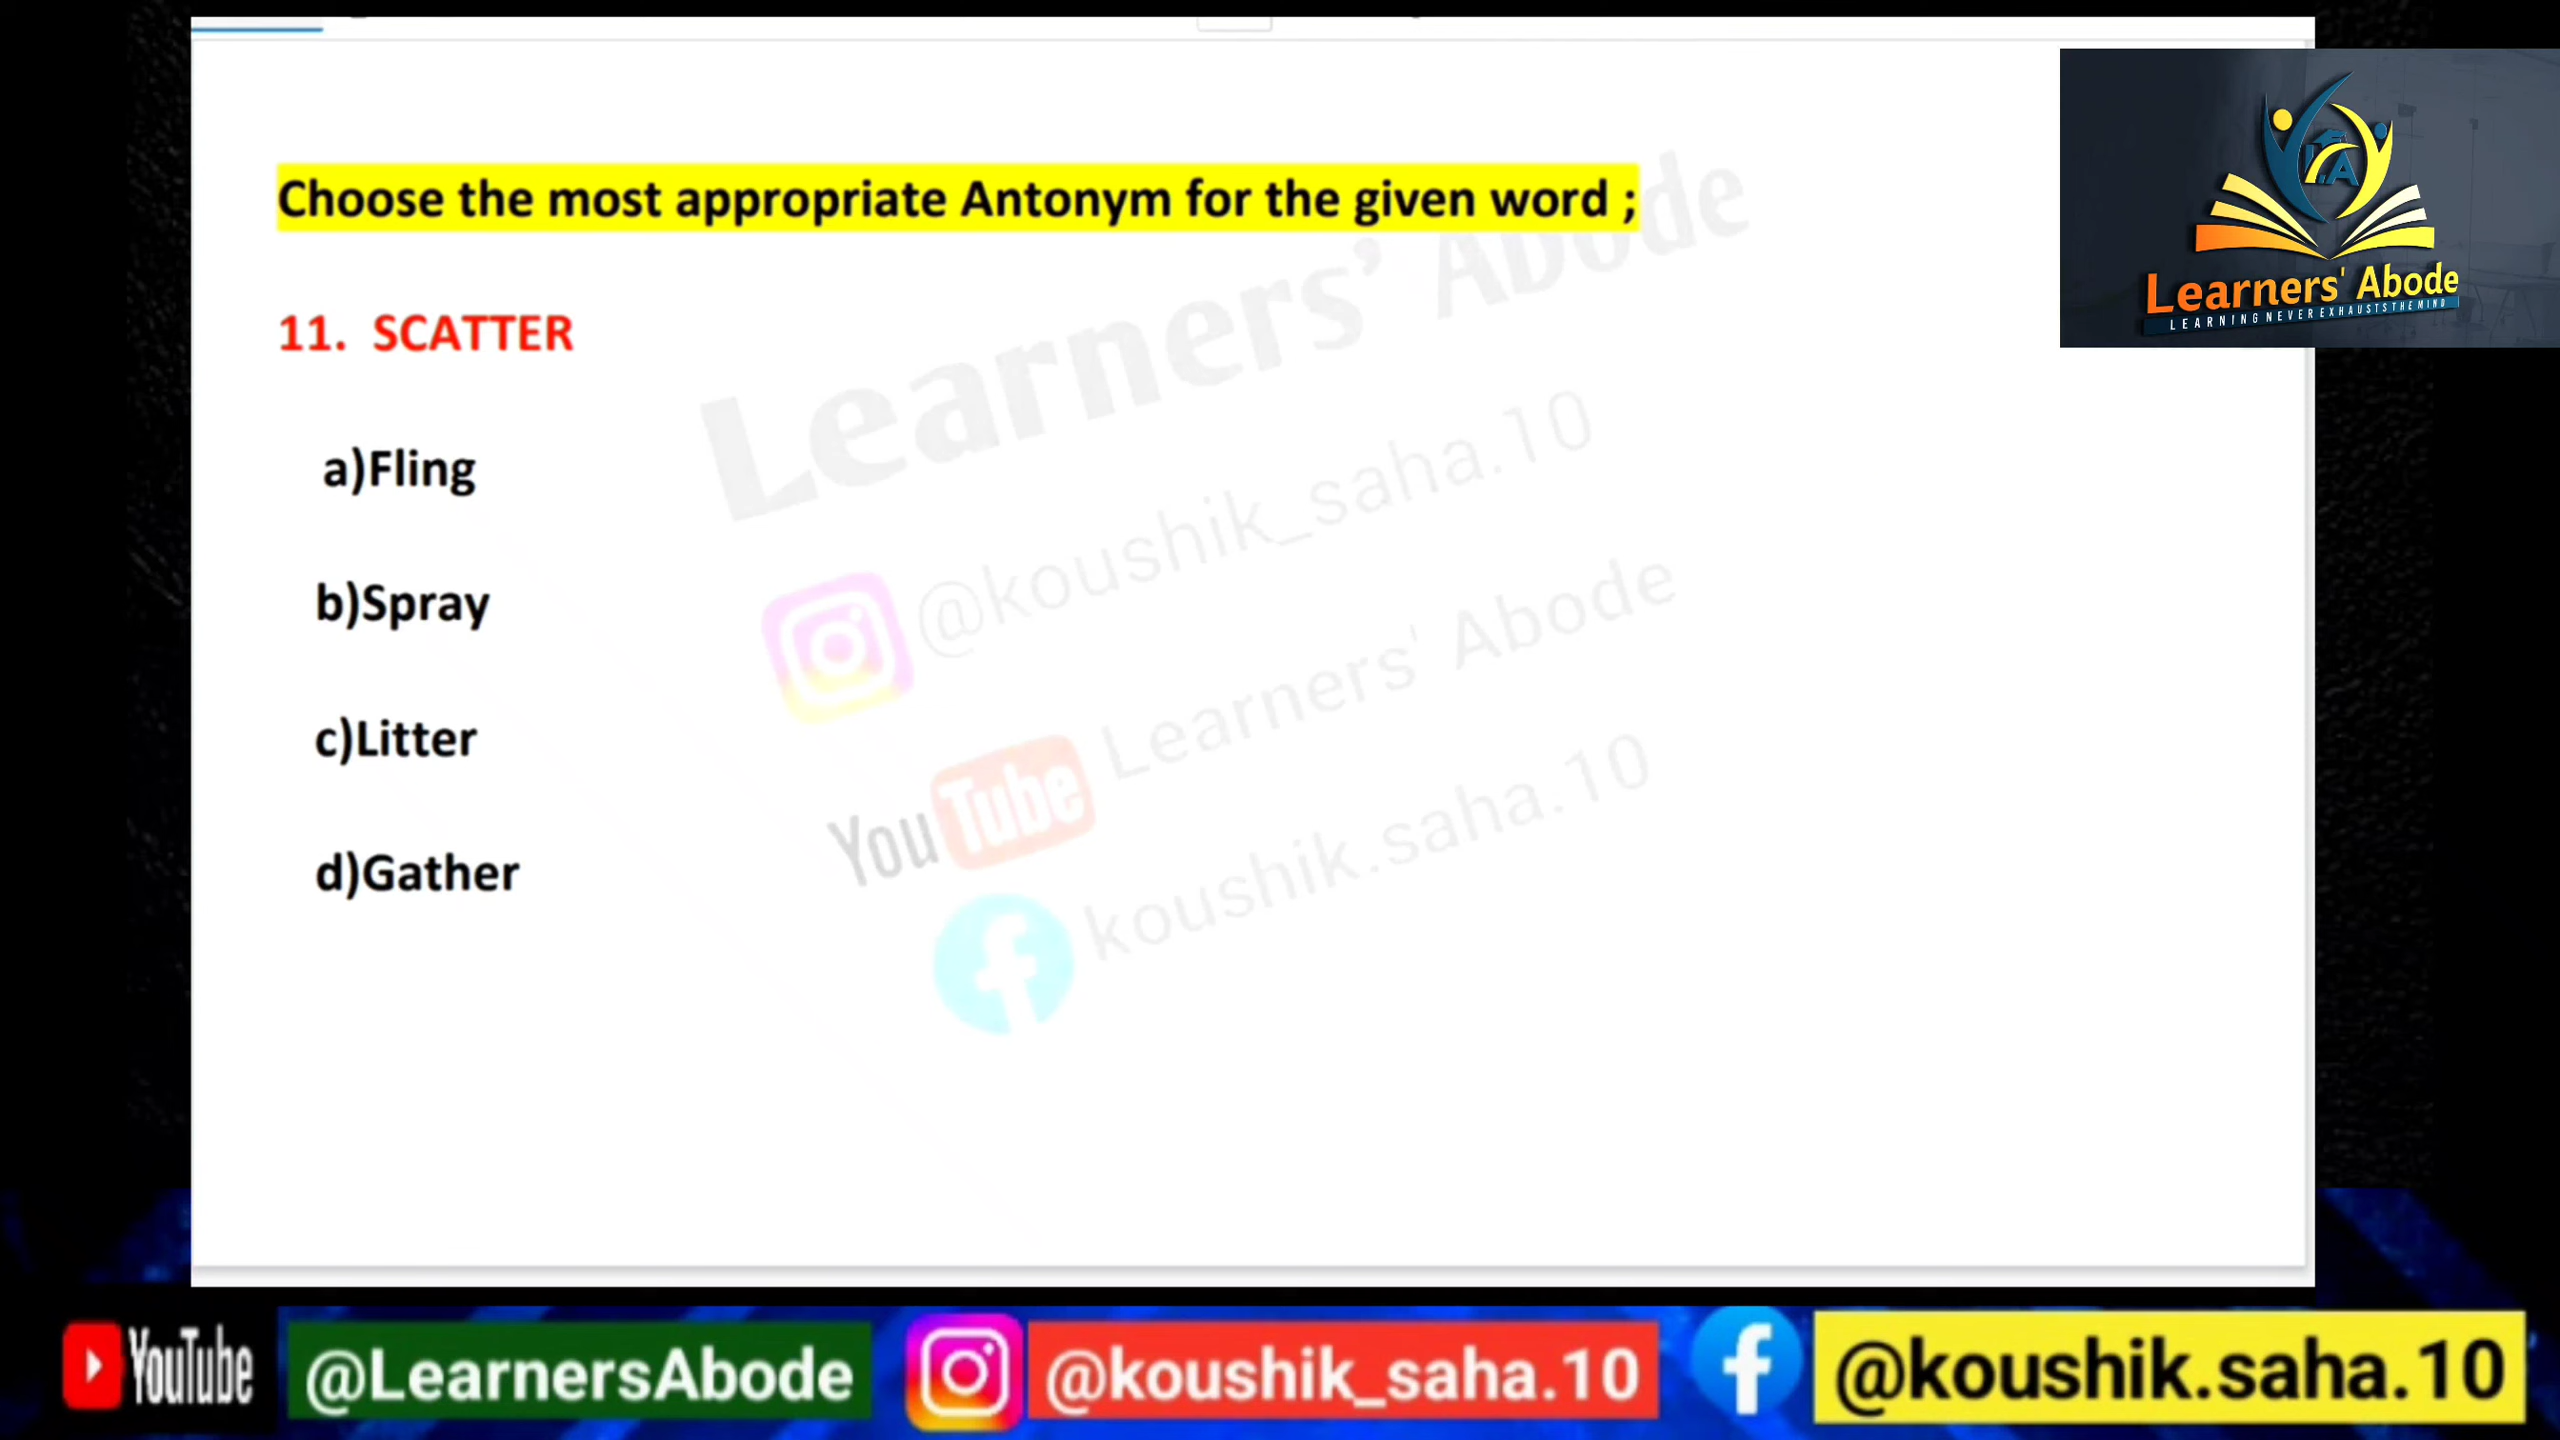 Choose the most appropriate Antonym for the given word ;
11. SCATTER
a)Fling
b)Spray
c)Litter
d)Gather
Learners' Abode
@koushik_saha.10
YouTube Learners' Abode
koushik.saha.10
LA
Learners' Abode
LEARNING NEVER EXHAUSTS THE MIND
YouTube @LearnersAbode @koushik_saha.10 @koushik.saha.10